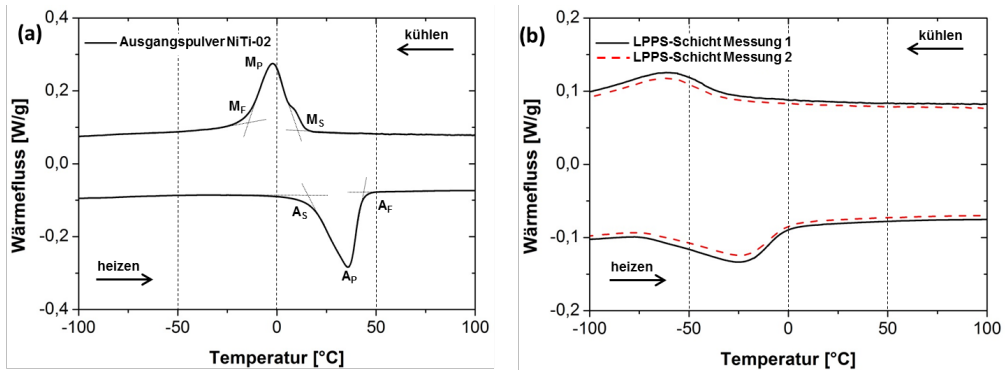 (a)
Ausgangspulver NiTi-02
kühlen
M_P
M_F
M_S
A_S
A_F
A_P
heizen
0,4
0,2
0,0
-0,2
-0,4
Wärmefluss [W/g]
-100
-50
0
50
100
Temperatur [°C]
(b)
LPPS-Schicht Messung 1
LPPS-Schicht Messung 2
kühlen
heizen
0,2
0,1
0,0
-0,1
-0,2
Wärmefluss [W/g]
-100
-50
0
50
100
Temperatur [°C]